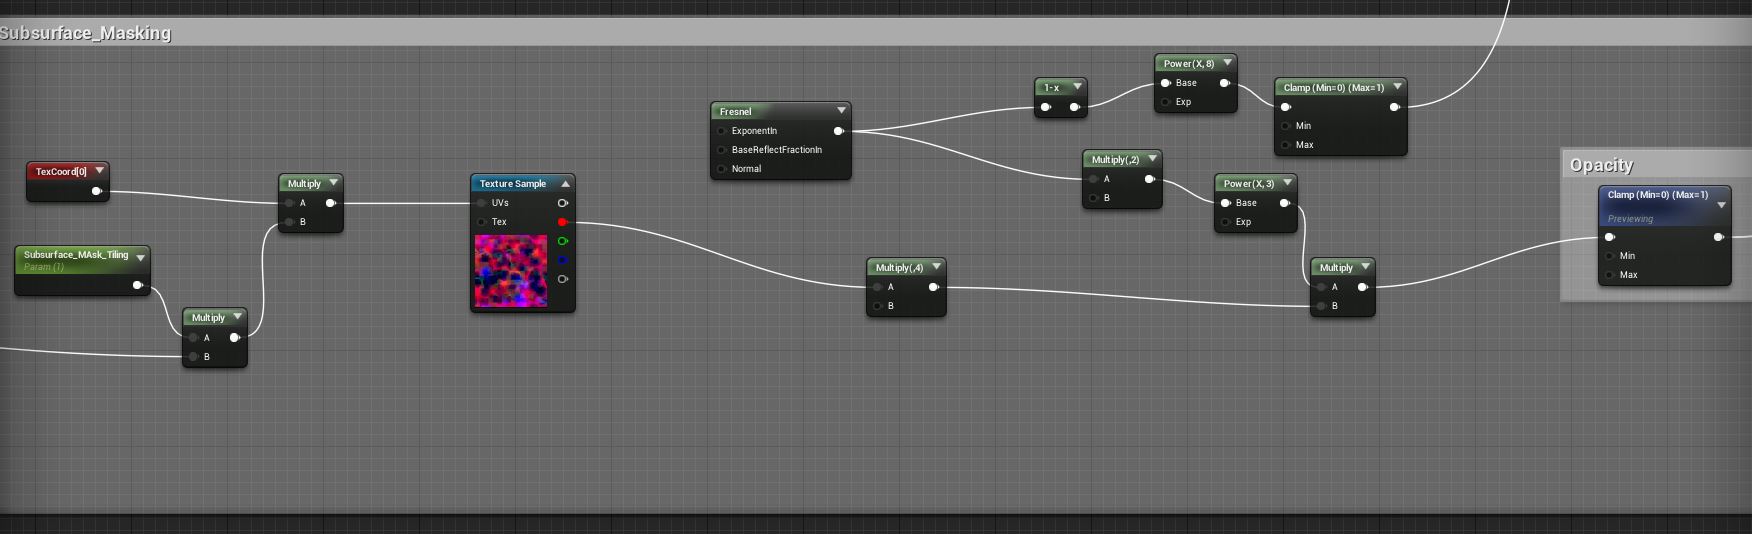 Subsurface_Masking
TexCoord[0]
Subsurface_MAsk_Tiling
Param (1)
Multiply
A
B
Multiply
A
B
Texture Sample
UVs
Tex
Fresnel
ExponentIn
BaseReflectFractionIn
Normal
Multiply(,4)
A
B
1-x
Power(X, 8)
Base
Exp
Clamp (Min=0) (Max=1)
Min
Max
Multiply(,2)
A
B
Power(X, 3)
Base
Exp
Multiply
A
B
Opacity
Clamp (Min=0) (Max=1)
Previewing
Min
Max